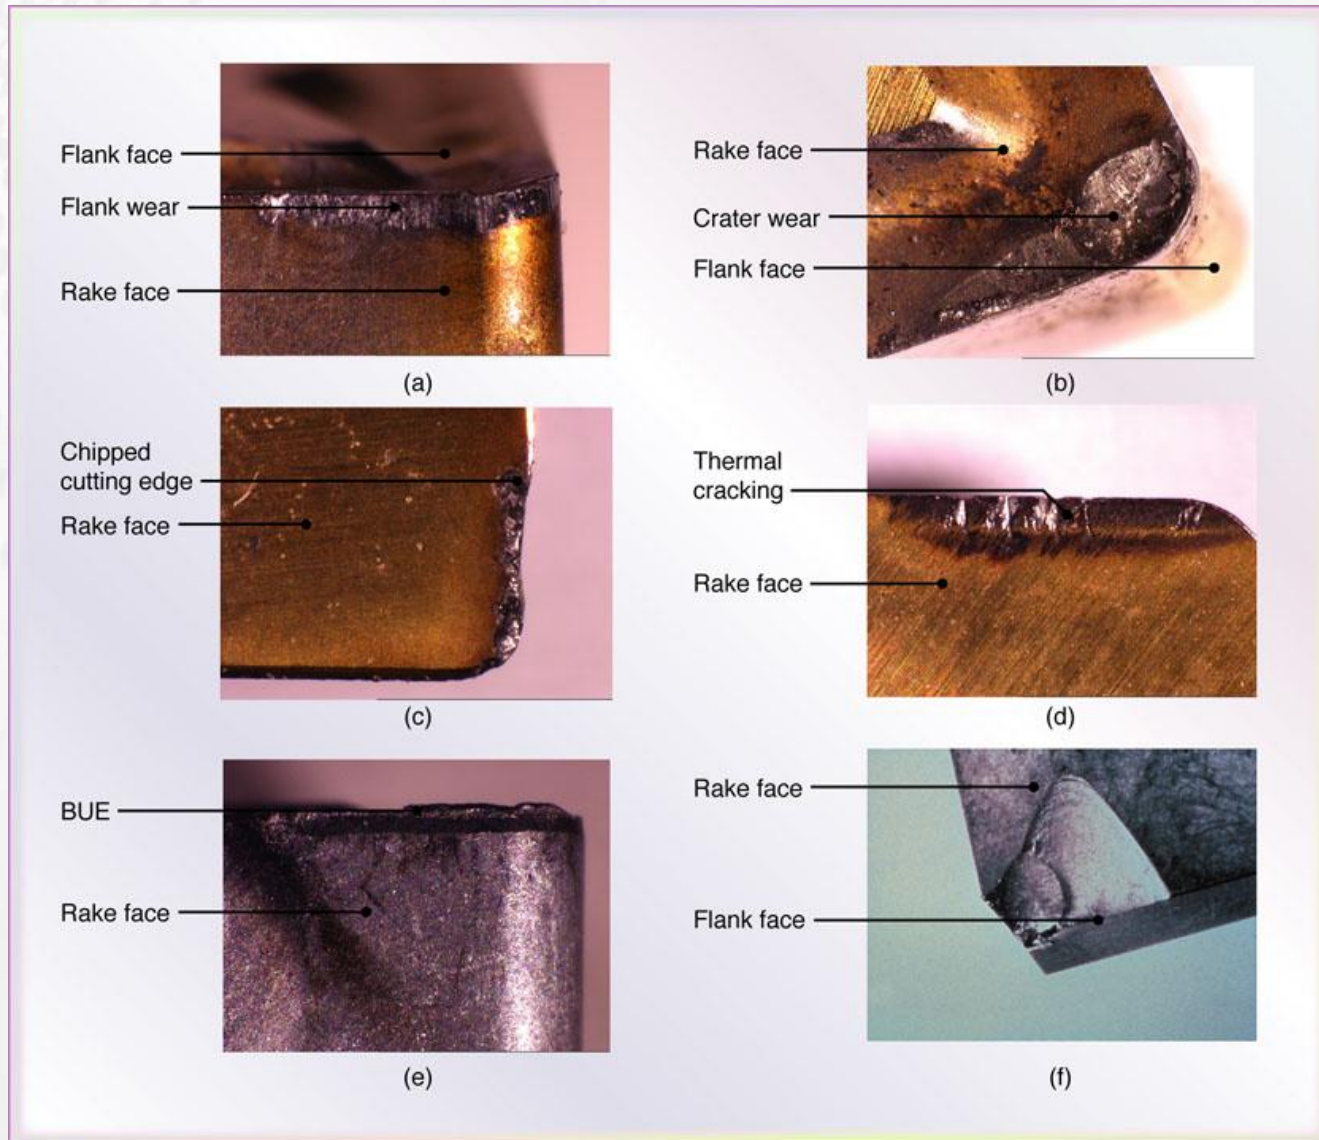 Flank face
Flank wear
Rake face
(a)
Rake face
Crater wear
Flank face
(b)
Chipped
cutting edge
Rake face
(c)
Thermal
cracking
Rake face
(d)
BUE
Rake face
(e)
Rake face
Flank face
(f)